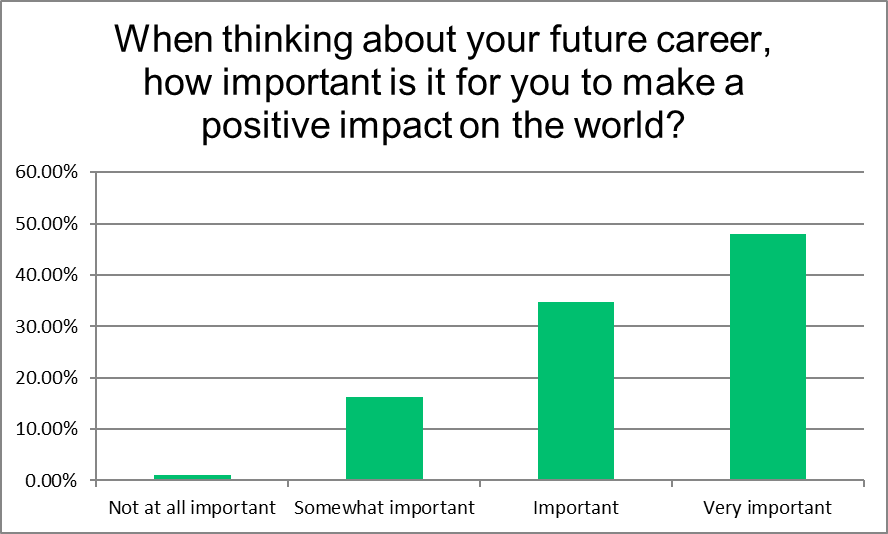 When thinking about your future career,
how important is it for you to make a
positive impact on the world?
60.00%
50.00%
40.00%
30.00%
20.00%
10.00%
0.00%
Not at all important Somewhat important Important Very important